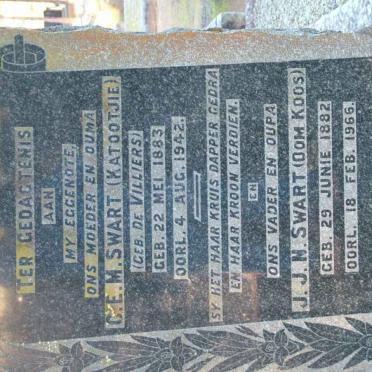 TER GEDAGTENIS
AAN
MY EGGENOTE,
ONS MOEDER EN OUMA
C.E.M. SWART (KATOOTJIE)
(GEB. DE VILLIERS)
GEB. 22 MEI 1883
OORL. 4 AUG. 1942.
SY HET HAAR KRUIS DAPPER GEDRA
EN HAAR KROON VERDIEN.
EN
ONS VADER EN OUPA
J.J.N. SWART (OOM KOOS)
GEB. 29 JUNIE 1882
OORL. 18 FEB. 1966.